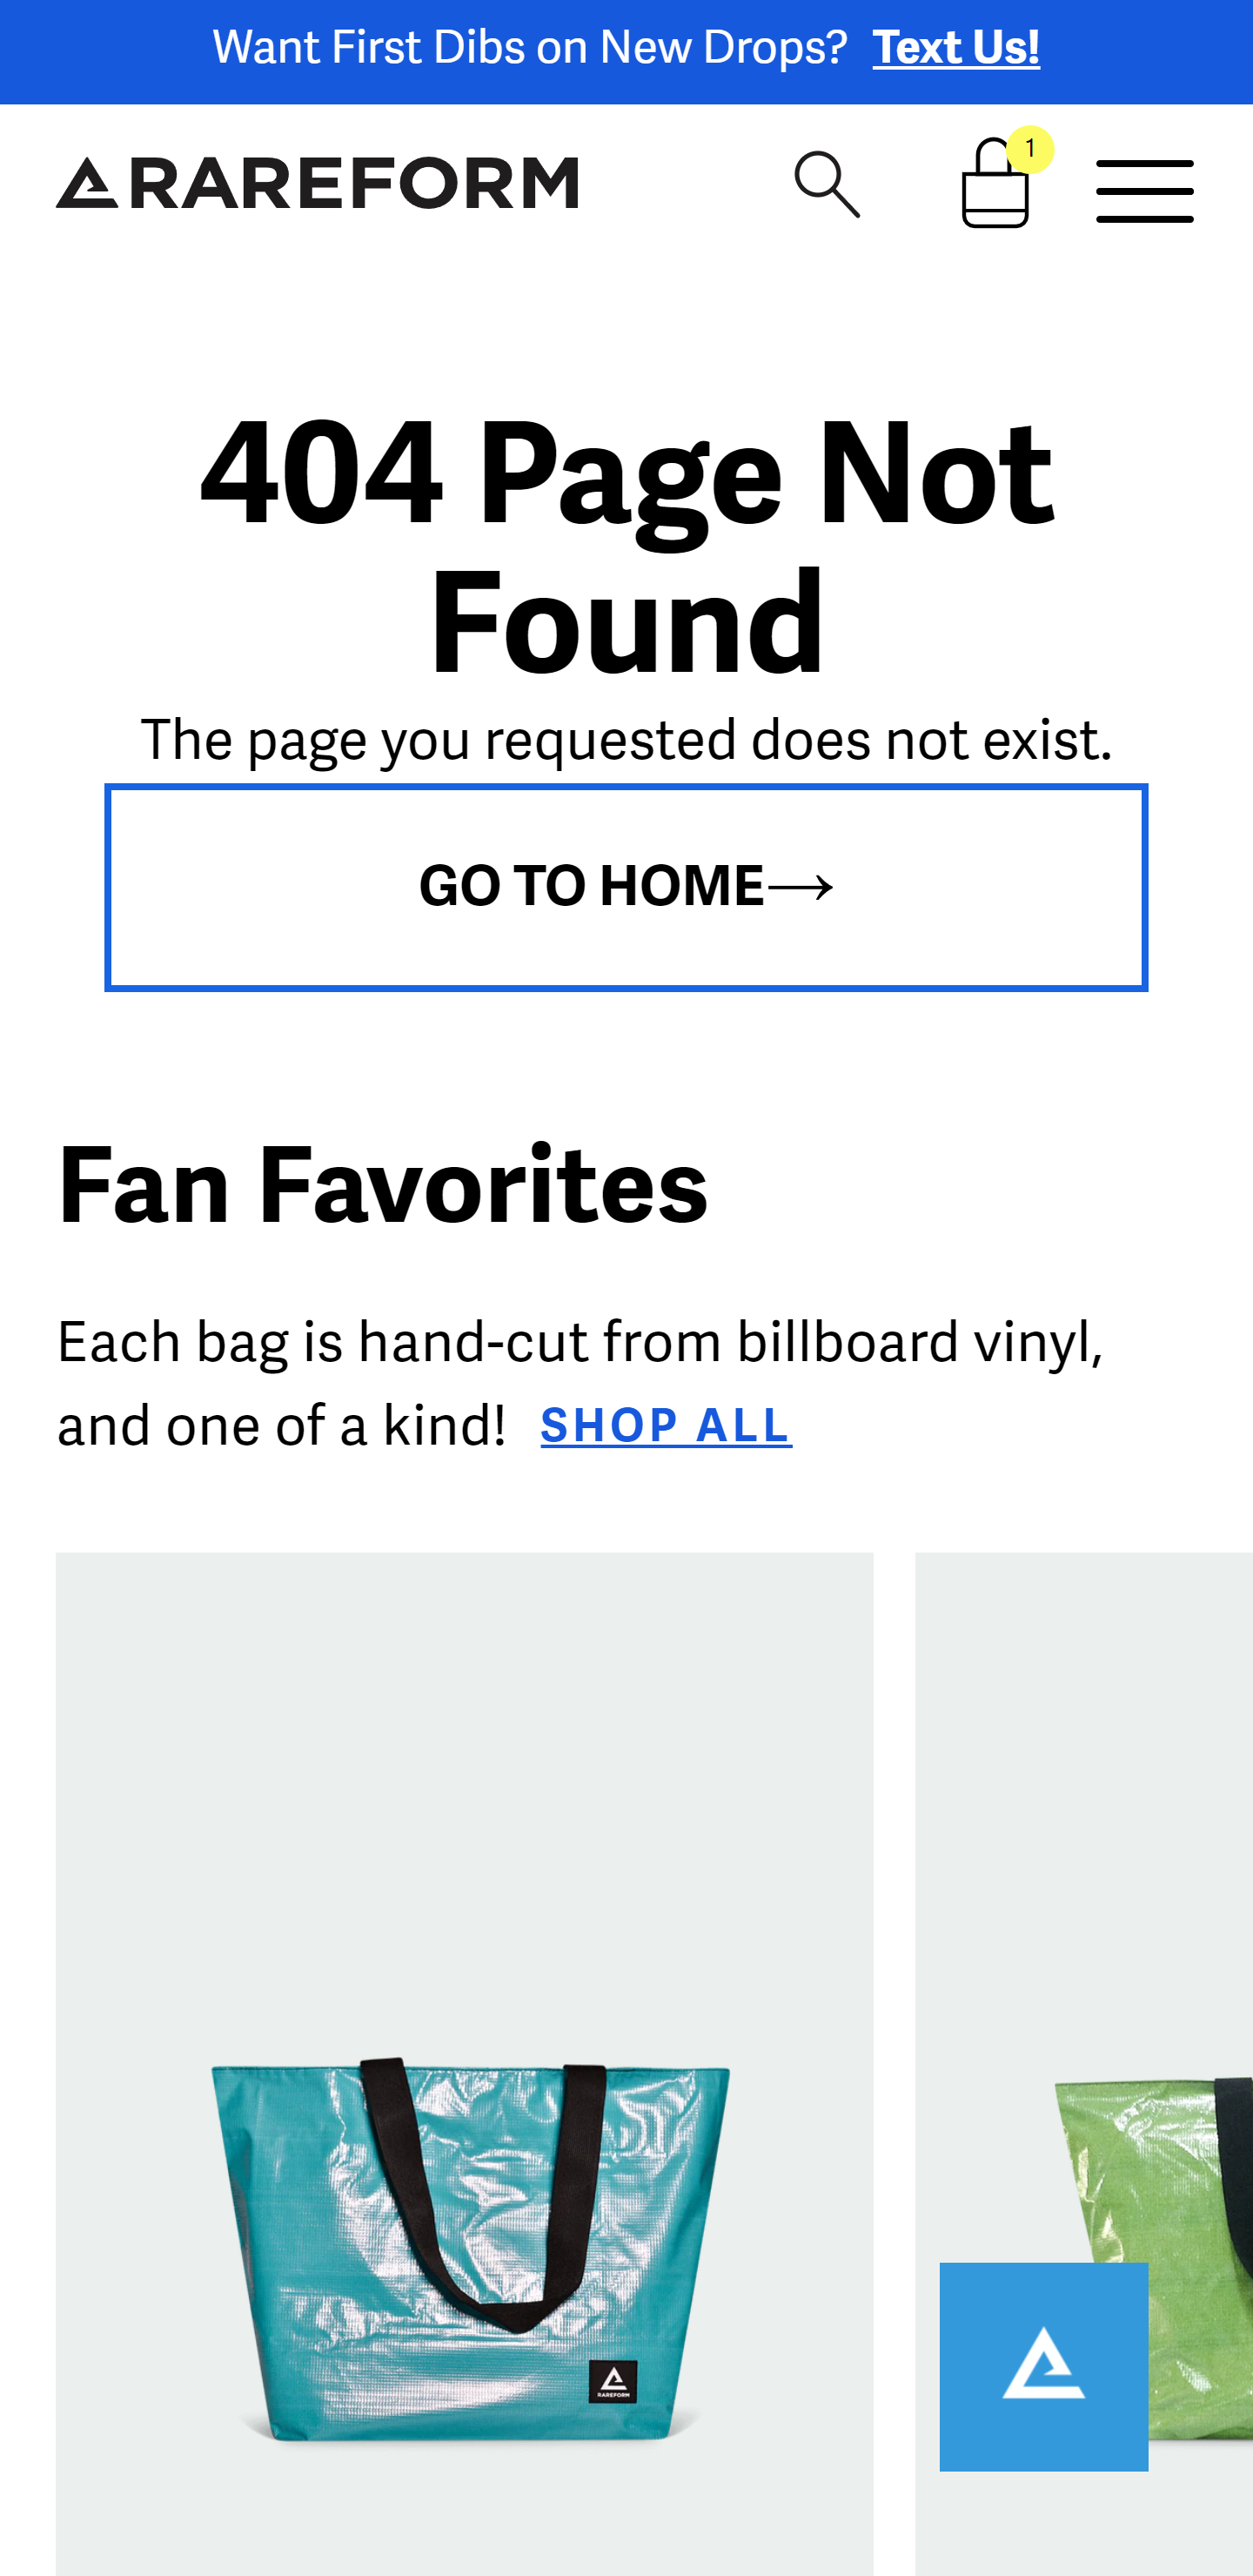 Want First Dibs on New Drops? Text Us!
RAREFORM
1
404 Page Not
Found
The page you requested does not exist.
GO TO HOME→
Fan Favorites
Each bag is hand-cut from billboard vinyl,
and one of a kind! SHOP ALL
RAREFORM